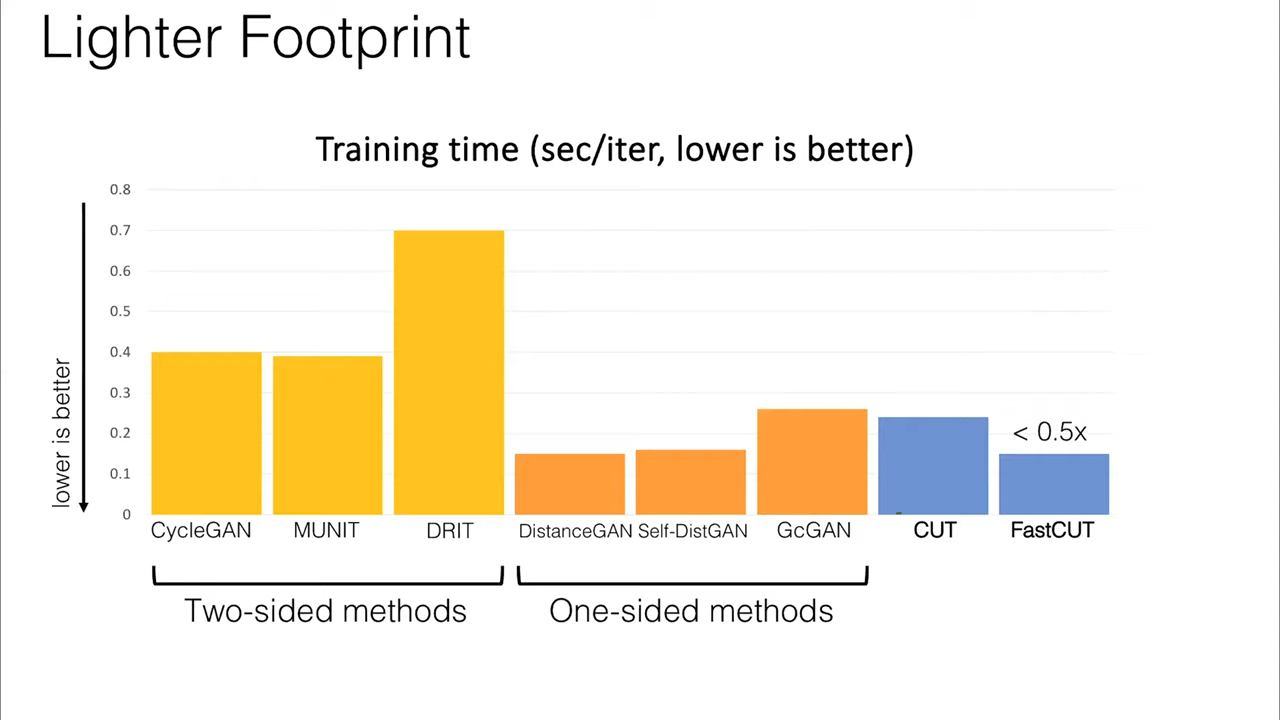 Lighter Footprint
Training time (sec/iter, lower is better)
0.8
0.7
0.6
0.5
0.4
0.3
0.2
0.1
0
lower is better
< 0.5x
CycleGAN MUNIT DRIT DistanceGAN Self-DistGAN GcGAN CUT FastCUT
Two-sided methods One-sided methods